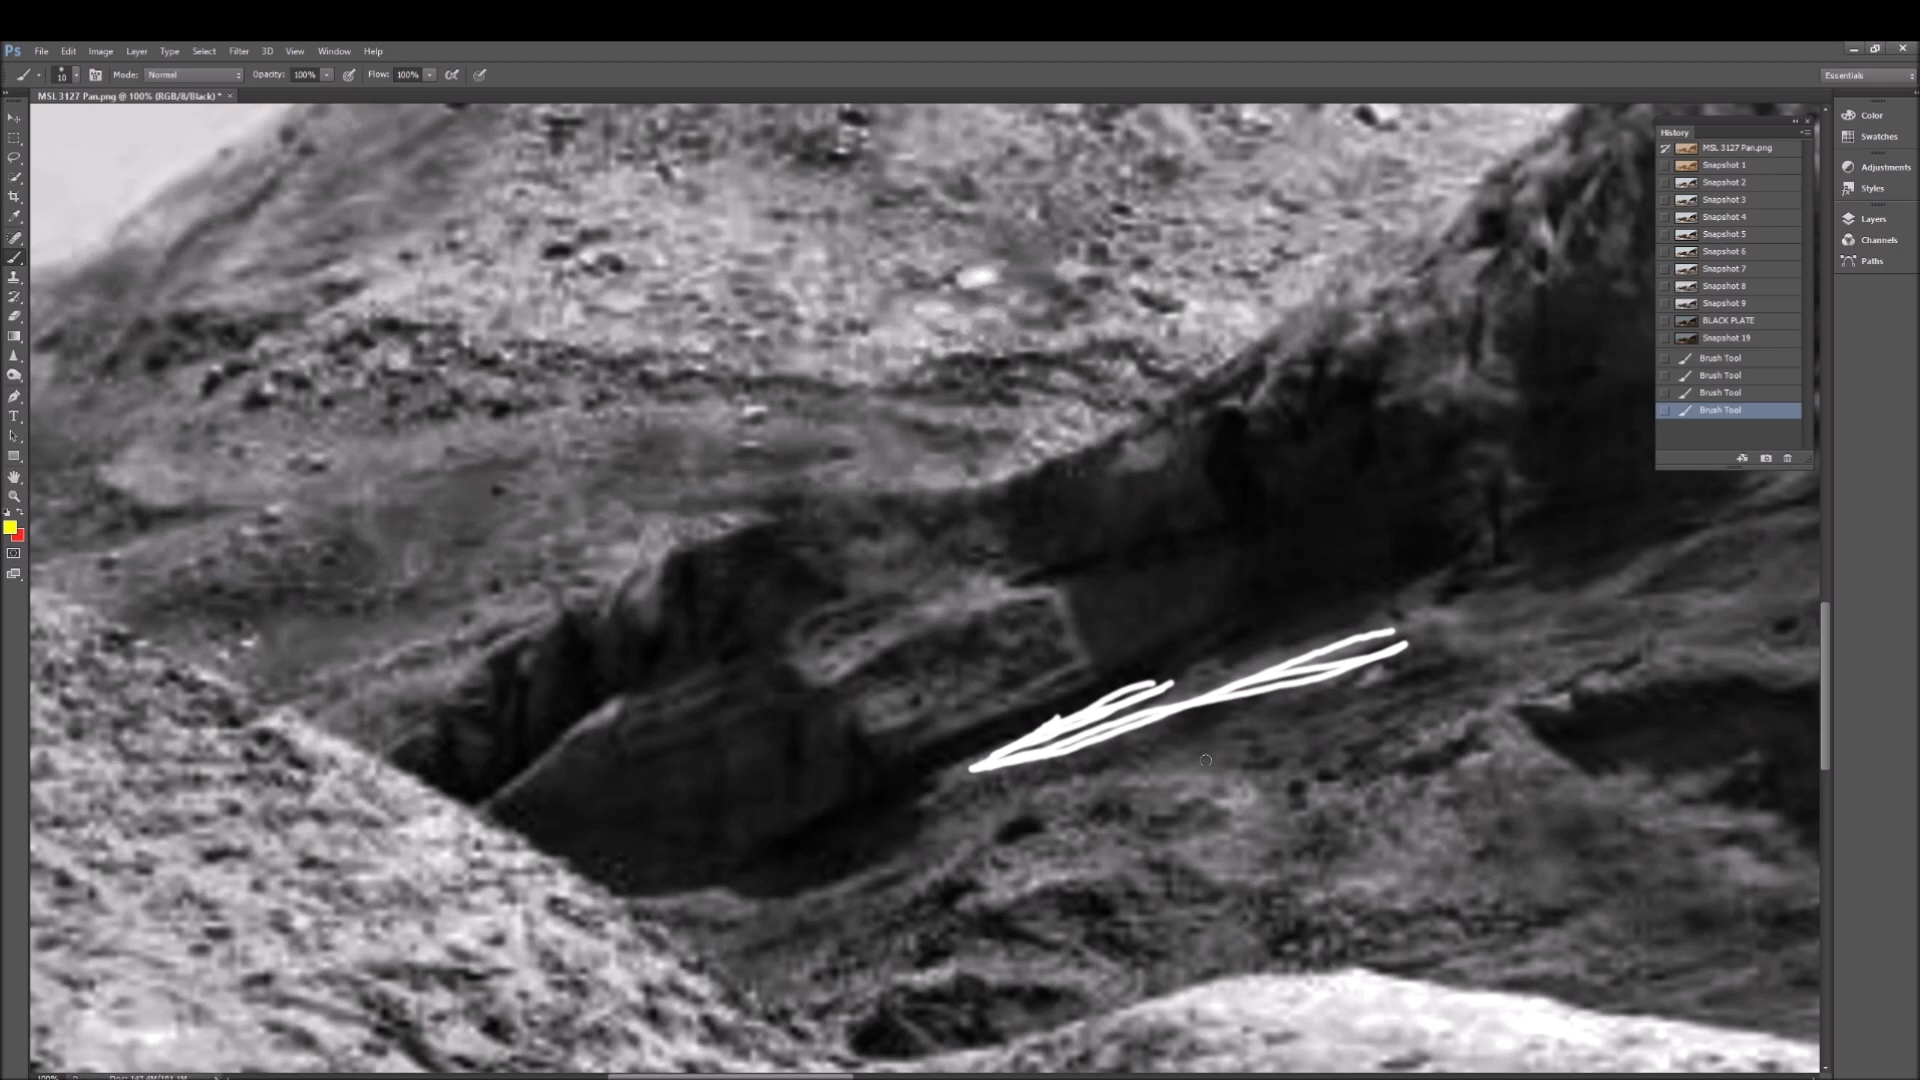 Ps File Edit Image Layer Type Select Filter 3D View Window Help
10 Mode: Normal Opacity: 100% Flow: 100% Essentials
MSL 3127 Pan.png @ 100% (RGB/8/Black) * ×
History
MSL 3127 Pan.png
Snapshot 1
Snapshot 2
Snapshot 3
Snapshot 4
Snapshot 5
Snapshot 6
Snapshot 7
Snapshot 8
Snapshot 9
BLACK PLATE
Snapshot 19
Brush Tool
Brush Tool
Brush Tool
Brush Tool
Color
Swatches
Adjustments
Styles
Layers
Channels
Paths